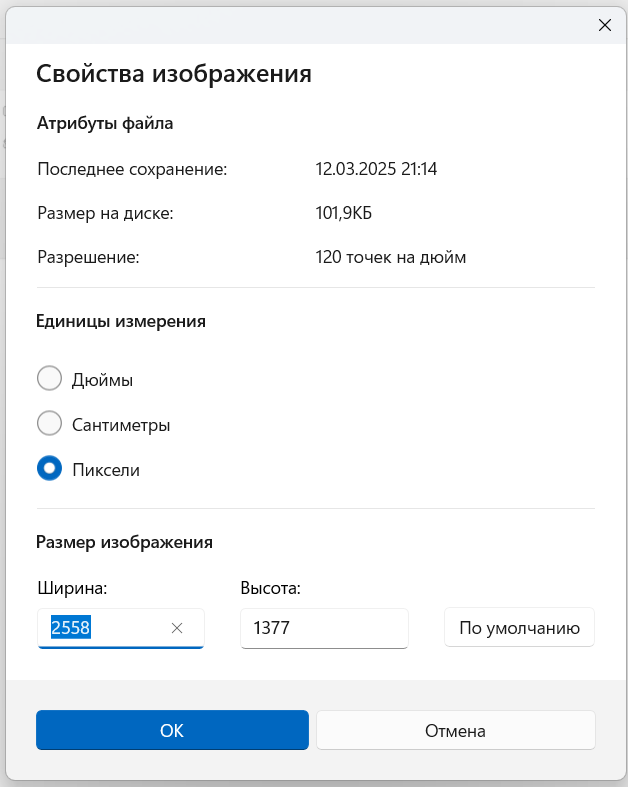 Свойства изображения
Атрибуты файла
Последнее сохранение: 12.03.2025 21:14
Размер на диске: 101,9КБ
Разрешение: 120 точек на дюйм
Единицы измерения
Дюймы
Сантиметры
Пиксели
Размер изображения
Ширина: Высота:
2558 1377 По умолчанию
ОК Отмена